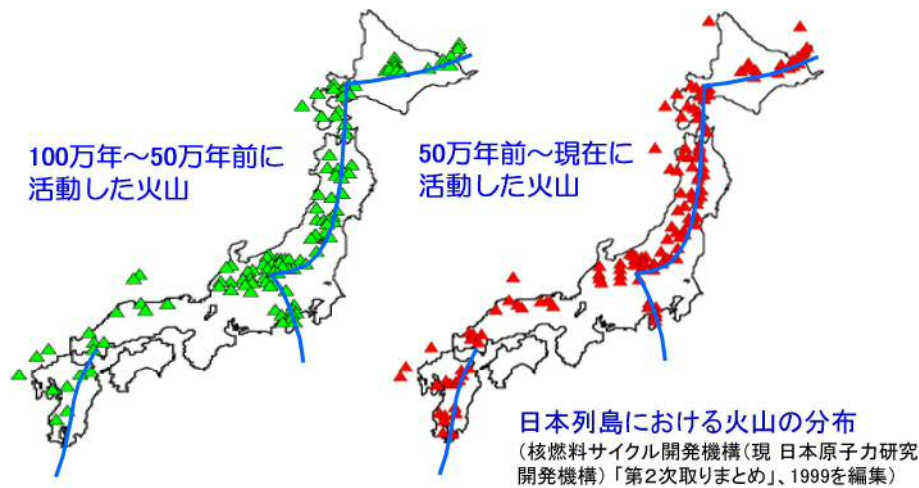 100万年～50万年前に
活動した火山
50万年前～現在に
活動した火山
日本列島における火山の分布
(核燃料サイクル開発機構(現 日本原子力研究
開発機構)「第2次取りまとめ」、1999を編集)